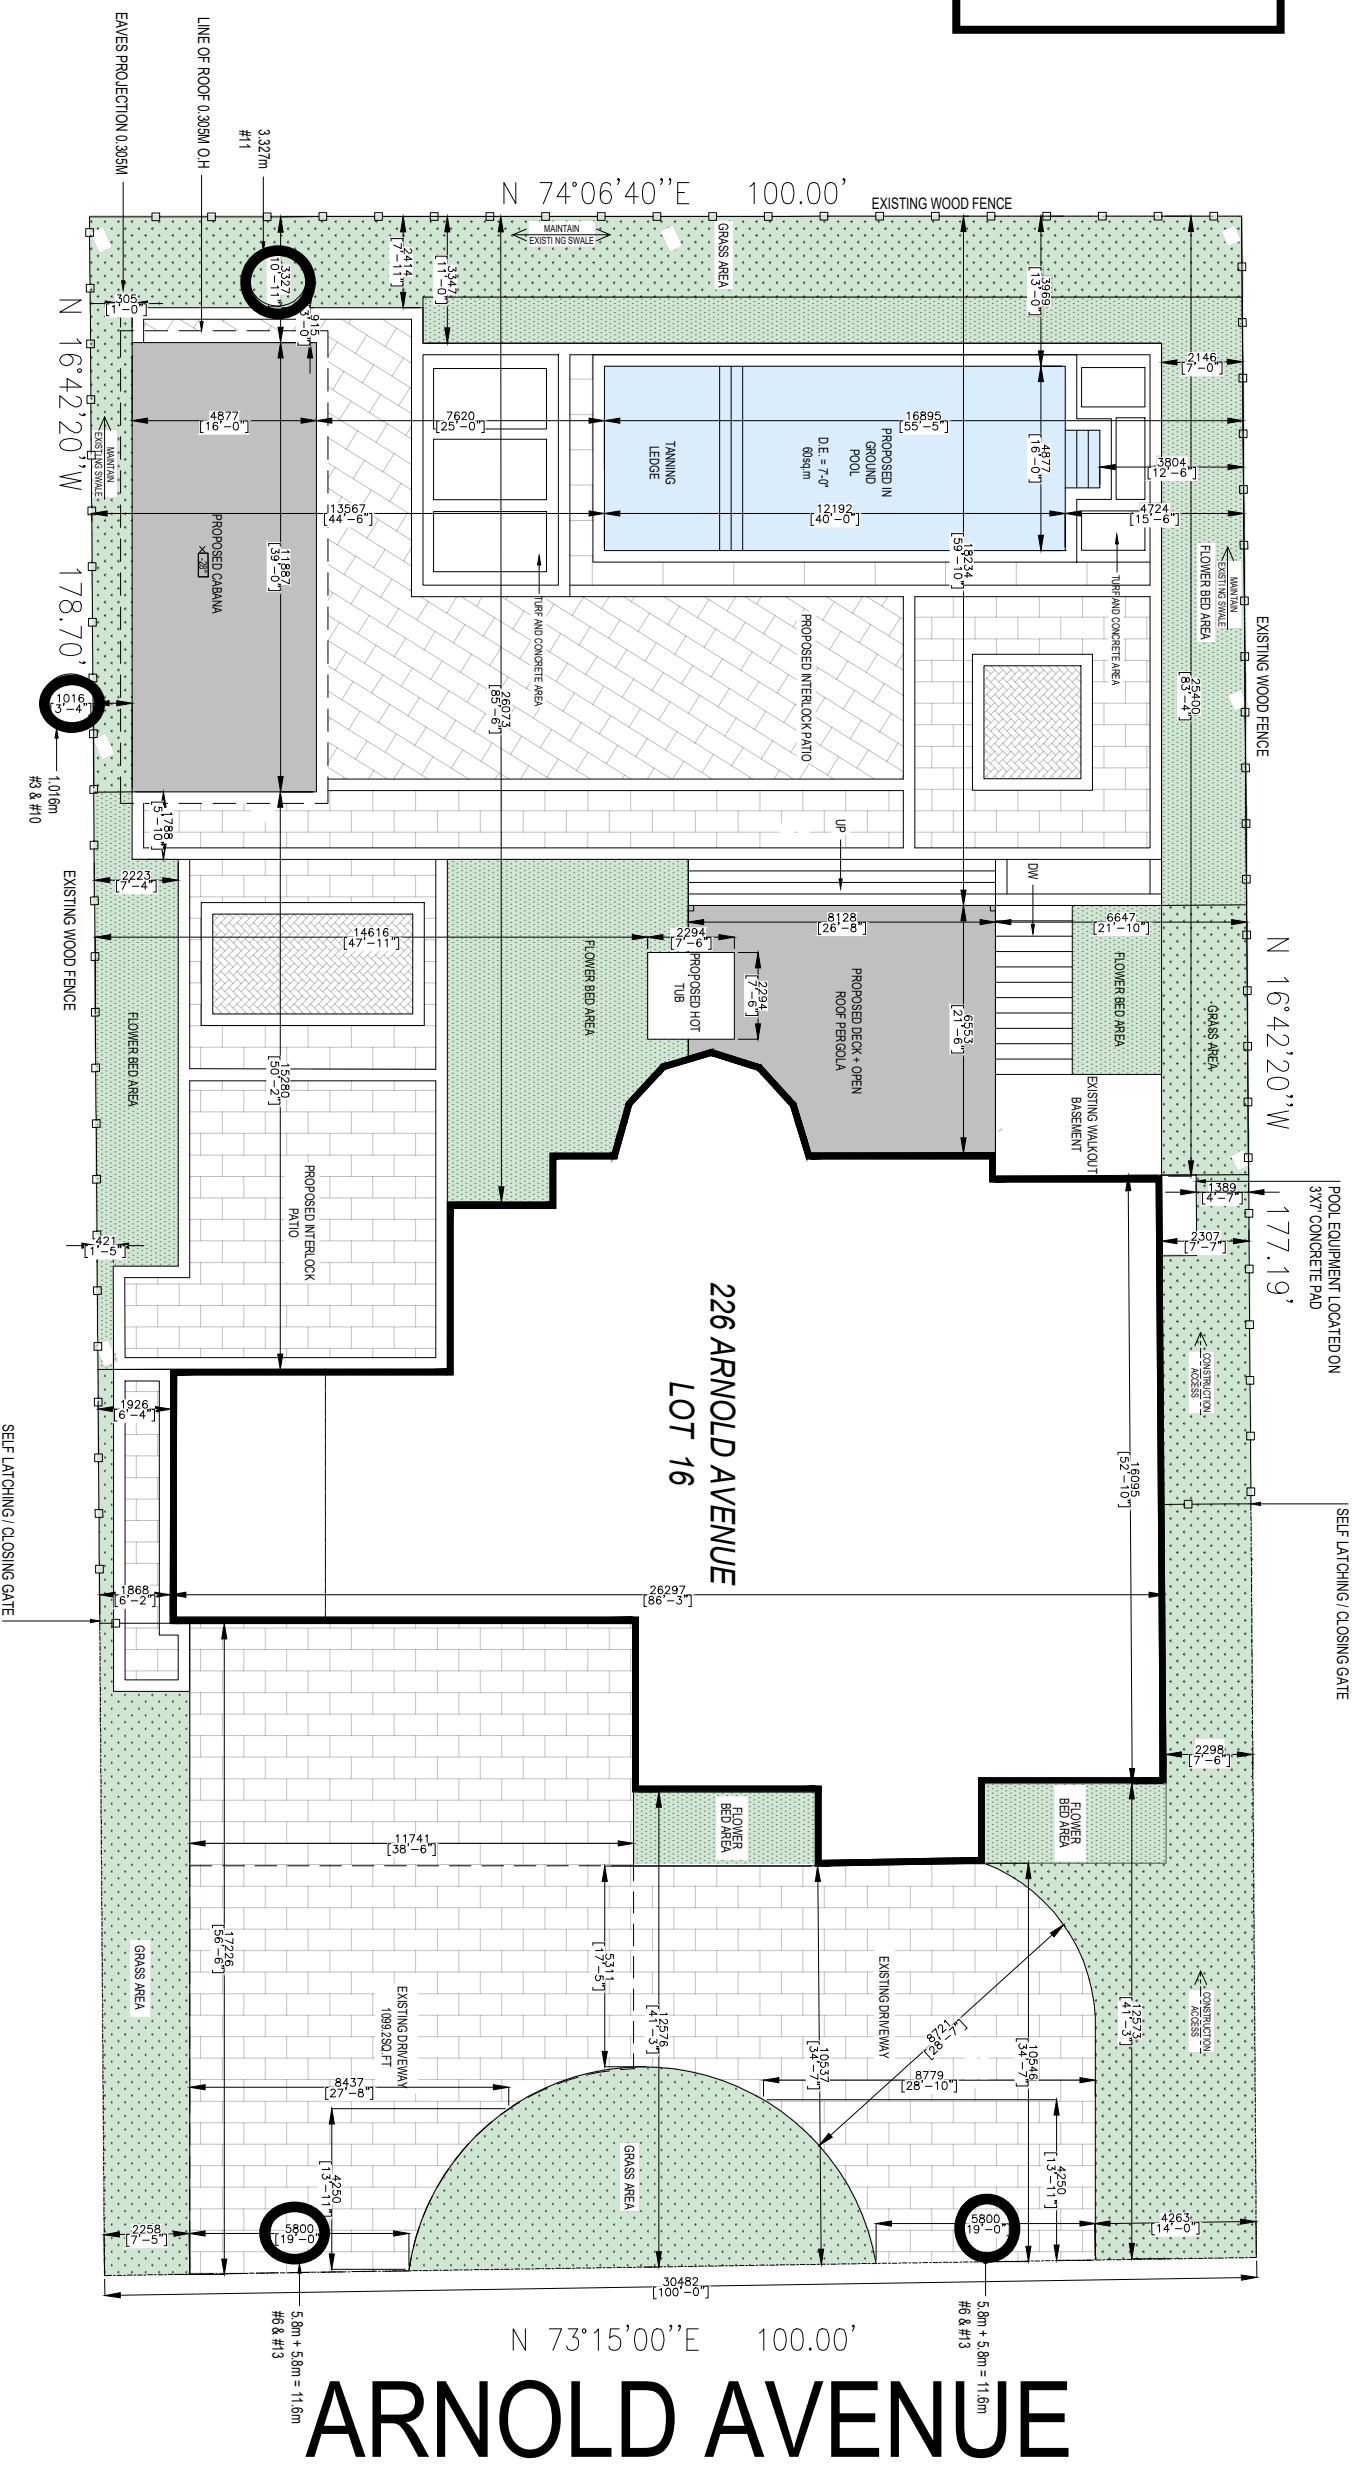 N 74°06'40''E 100.00'
EXISTING WOOD FENCE
EAVES PROJECTION 0.305M
LINE OF ROOF 0.305M O.H
3.327m
#11
MAINTAIN
EXISTING SWALE
GRASS AREA
305
[1'-0"]
3327
[10'-11"]
915
[3'-0"]
2414
[7'-11"]
3347
[11'-0"]
3969
[13'-0"]
2146
[7'-0"]
N 16°42'20''W 178.70'
4877
[16'-0"]
7620
[25'-0"]
16895
[55'-5"]
MAINTAIN
EXISTING SWALE
TANNING
LEDGE
PROPOSED IN
GROUND
POOL
D.E. = 7'-0"
60sq.m
4877
[16'-0"]
3804
[12'-6"]
13567
[44'-6"]
12192
[40'-0"]
4724
[15'-6"]
PROPOSED CABANA
-28"
11887
[39'-0"]
18234
[59'-10"]
TURF AND CONCRETE AREA
TURF AND CONCRETE AREA
FLOWER BED AREA
MAINTAIN
EXISTING SWALE
EXISTING WOOD FENCE
PROPOSED INTERLOCK PATIO
26073
[85'-6"]
25400
[83'-4"]
1016
[3'-4"]
1.016m
#3 & #10
1788
[5'-10"]
UP
DW
2223
[7'-4"]
EXISTING WOOD FENCE
14616
[47'-11"]
2294
[7'-6"]
8128
[26'-8"]
6647
[21'-10"]
N 16°42'20''W 177.19'
FLOWER BED AREA
FLOWER BED AREA
PROPOSED HOT
TUB
2294
[7'-6"]
PROPOSED DECK + OPEN
ROOF PERGOLA
6553
[21'-6"]
FLOWER BED AREA
GRASS AREA
15280
[50'-2"]
EXISTING WALKOUT
BASEMENT
PROPOSED INTERLOCK
PATIO
1389
[4'-7"]
POOL EQUIPMENT LOCATED ON
3'X7' CONCRETE PAD
421
[1'-5"]
2307
[7'-7"]
226 ARNOLD AVENUE
LOT 16
CONSTRUCTION
ACCESS
1926
[6'-4"]
16095
[52'-10"]
SELF LATCHING / CLOSING GATE
SELF LATCHING / CLOSING GATE
1868
[6'-2"]
26297
[86'-3"]
2298
[7'-6"]
FLOWER
BED AREA
FLOWER
BED AREA
11741
[38'-6"]
GRASS AREA
17226
[56'-6"]
5311
[17'-5"]
12576
[41'-3"]
EXISTING DRIVEWAY
1099.2SQ.FT
EXISTING DRIVEWAY
10537
[34'-7"]
8721
[28'-7"]
10546
[34'-7"]
12573
[41'-3"]
CONSTRUCTION
ACCESS
8437
[27'-8"]
8779
[28'-10"]
4250
[13'-11"]
GRASS AREA
4250
[13'-11"]
2258
[7'-5"]
5800
[19'-0"]
5800
19'-0"]
4263
[14'-0"]
30482
[100'-0"]
5.8m + 5.8m = 11.6m
#6 & #13
5.8m + 5.8m = 11.6m
#6 & #13
N 73°15'00''E 100.00'
ARNOLD AVENUE